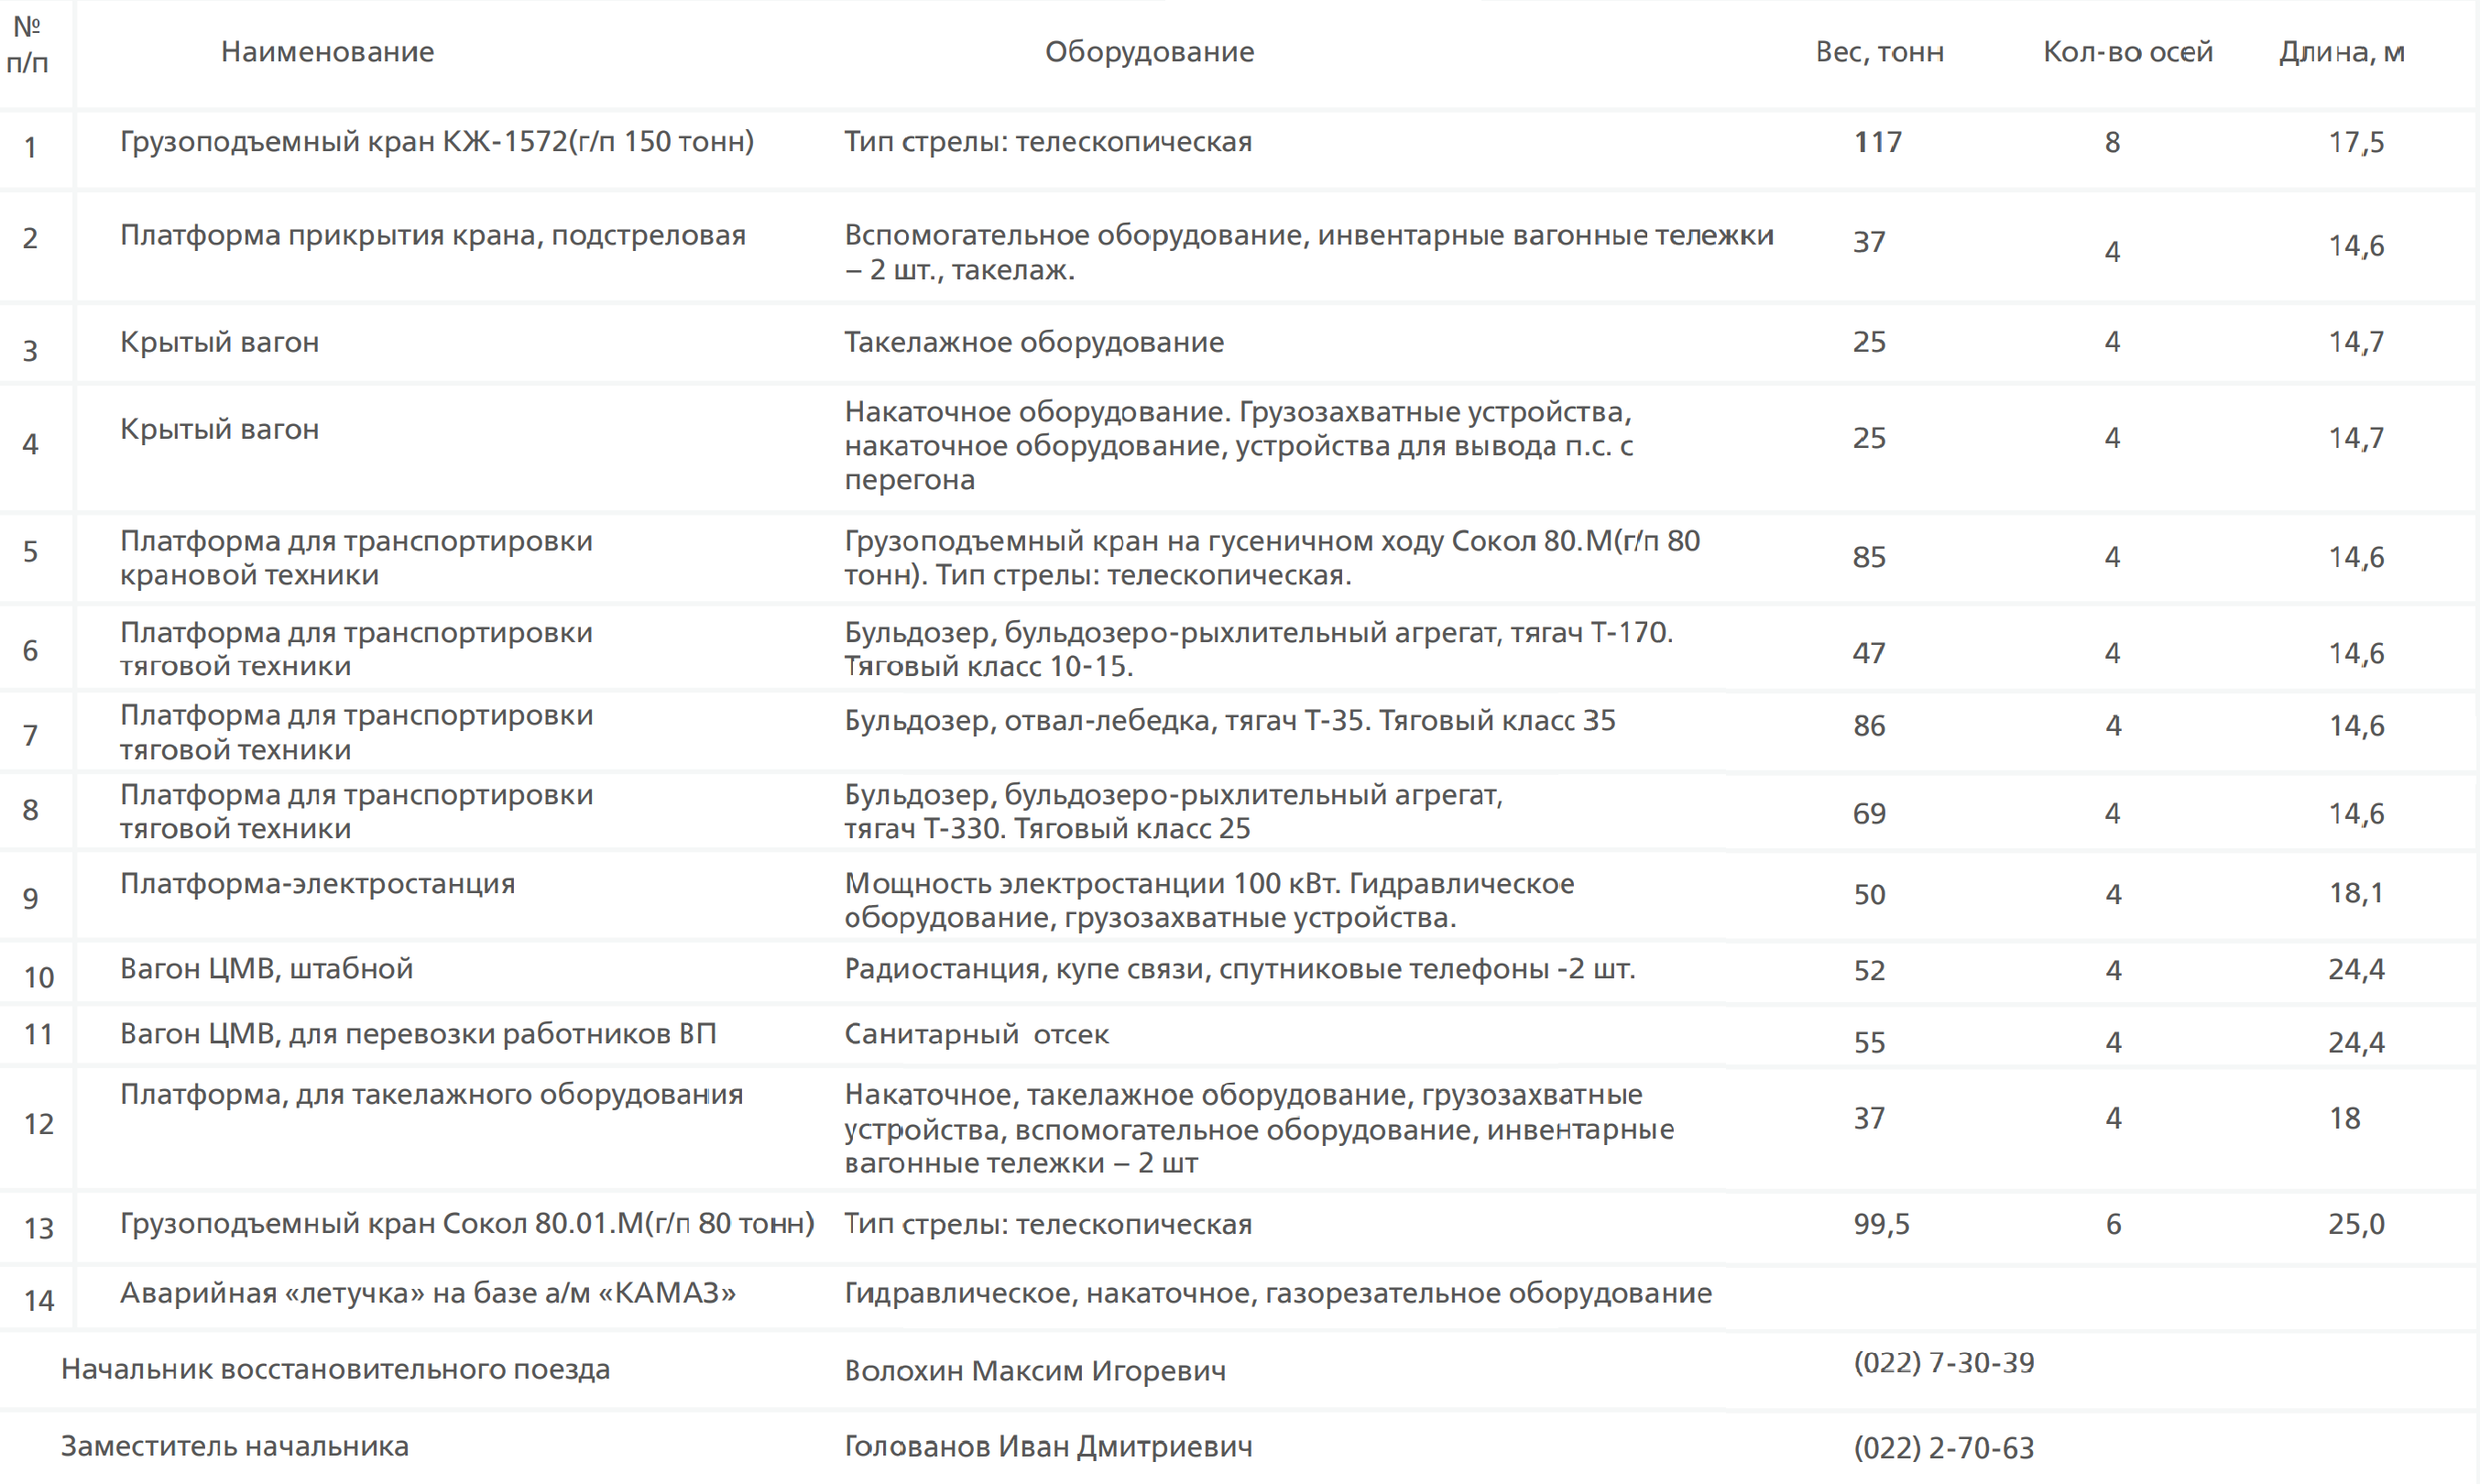 № п/п Наименование Оборудование Вес, тонн Кол-во осей Длина, м
1 Грузоподъемный кран КЖ-1572(г/п 150 тонн) Тип стрелы: телескопическая 117 8 17,5
2 Платформа прикрытия крана, подстреловая Вспомогательное оборудование, инвентарные вагонные тележки 37 4 14,6
– 2 шт., такелаж.
3 Крытый вагон Такелажное оборудование 25 4 14,7
4 Крытый вагон Накаточное оборудование. Грузозахватные устройства, 25 4 14,7
накаточное оборудование, устройства для вывода п.с. с
перегона
5 Платформа для транспортировки Грузоподъемный кран на гусеничном ходу Сокол 80.М(г/п 80 85 4 14,6
крановой техники тонн). Тип стрелы: телескопическая.
6 Платформа для транспортировки Бульдозер, бульдозеро-рыхлительный агрегат, тягач Т-170. 47 4 14,6
тяговой техники Тяговый класс 10-15.
7 Платформа для транспортировки Бульдозер, отвал-лебедка, тягач Т-35. Тяговый класс 35 86 4 14,6
тяговой техники
8 Платформа для транспортировки Бульдозер, бульдозеро-рыхлительный агрегат, 69 4 14,6
тяговой техники тягач Т-330. Тяговый класс 25
9 Платформа-электростанция Мощность электростанции 100 кВт. Гидравлическое 50 4 18,1
оборудование, грузозахватные устройства.
10 Вагон ЦМВ, штабной Радиостанция, купе связи, спутниковые телефоны -2 шт. 52 4 24,4
11 Вагон ЦМВ, для перевозки работников ВП Санитарный отсек 55 4 24,4
12 Платформа, для такелажного оборудования Накаточное, такелажное оборудование, грузозахватные 37 4 18
устройства, вспомогательное оборудование, инвентарные
вагонные тележки – 2 шт
13 Грузоподъемный кран Сокол 80.01.М(г/п 80 тонн) Тип стрелы: телескопическая 99,5 6 25,0
14 Аварийная «летучка» на базе а/м «КАМАЗ» Гидравлическое, накаточное, газорезательное оборудование
Начальник восстановительного поезда Волохин Максим Игоревич (022) 7-30-39
Заместитель начальника Голованов Иван Дмитриевич (022) 2-70-63